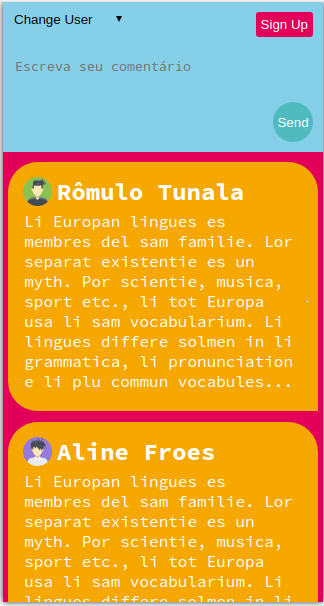 Change User ▼
Sign Up
Escreva seu comentário
Send
Rômulo Tunala
Li Europan lingues es
membres del sam familie. Lor
separat existentie es un
myth. Por scientie, musica,
sport etc., li tot Europa
usa li sam vocabularium. Li
lingues differe solmen in li
grammatica, li pronunciation
e li plu commun vocabules...
Aline Froes
Li Europan lingues es
membres del sam familie. Lor
separat existentie es un
myth. Por scientie, musica,
sport etc., li tot Europa
usa li sam vocabularium. Li
lingues differe solmen in li